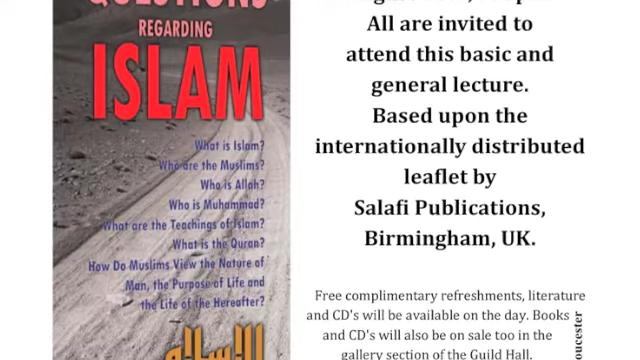 QUESTIONS
REGARDING
ISLAM
What is Islam?
Who are the Muslims?
Who is Allah?
Who is Muhammad?
What are the Teachings of Islam?
What is the Quran?
How Do Muslims View the Nature of
Man, the Purpose of Life and
the Life of the Hereafter?
الإسلام
All are invited to
attend this basic and
general lecture.
Based upon the
internationally distributed
leaflet by
Salafi Publications,
Birmingham, UK.
Free complimentary refreshments, literature
and CD's will be available on the day. Books
and CD's will also be on sale too in the
gallery section of the Guild Hall.